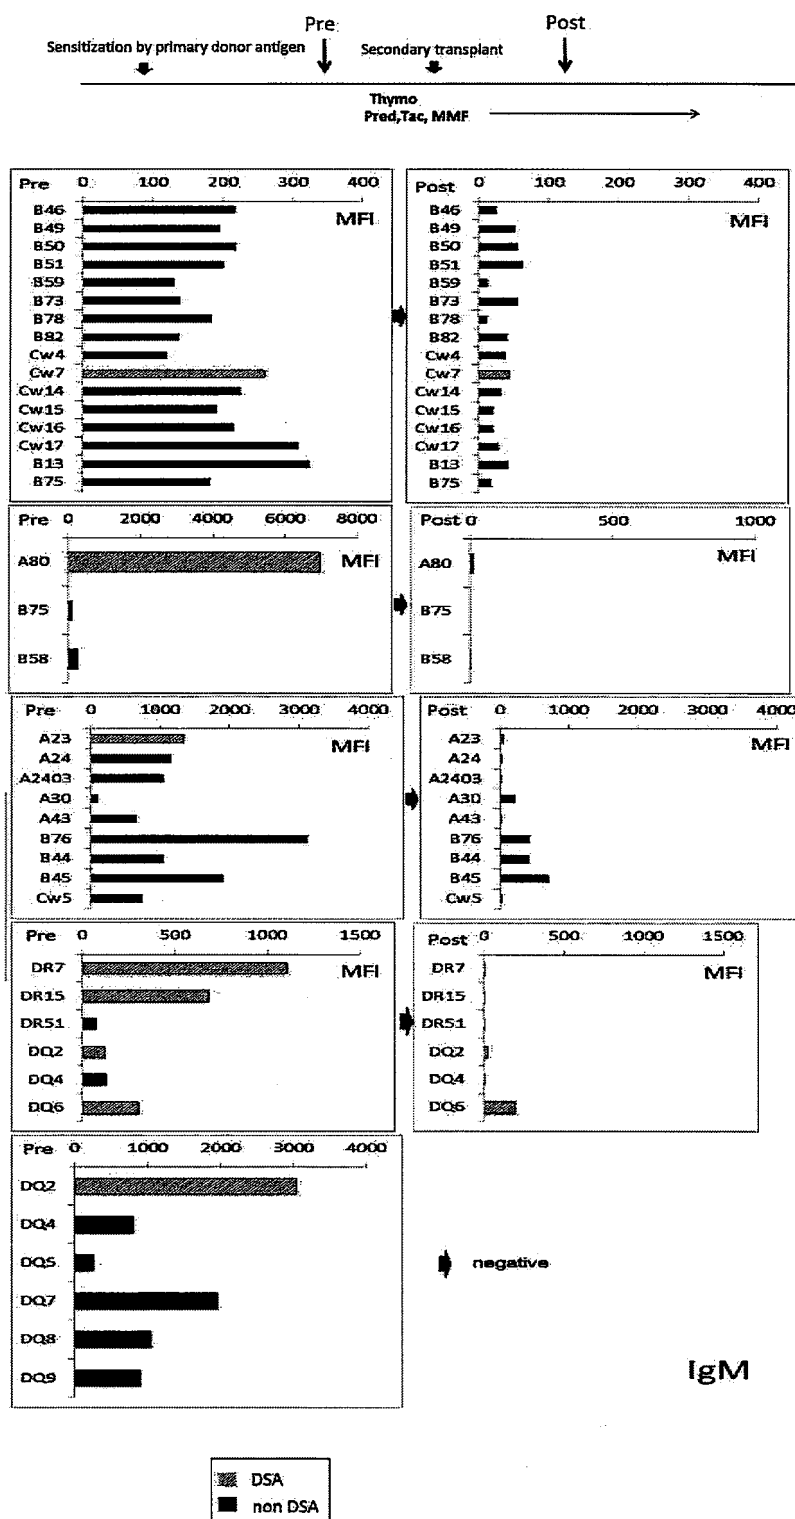 Pre
Post
Sensitization by primary donor antigen
Secondary transplant
Thymo
Pred,Tac, MMF
Pre 0 100 200 300 400
MFI
B46
B49
B50
B51
B59
B73
B78
B82
Cw4
Cw7
Cw14
Cw15
Cw16
Cw17
B13
B75
Post 0 100 200 300 400
MFI
B46
B49
B50
B51
B59
B73
B78
B82
Cw4
Cw7
Cw14
Cw15
Cw16
Cw17
B13
B75
Pre 0 2000 4000 6000 8000
MFI
A80
B75
B58
Post 0 500 1000
MFI
A80
B75
B58
Pre 0 1000 2000 3000 4000
MFI
A23
A24
A2403
A30
A43
B76
B44
B45
Cw5
Post 0 1000 2000 3000 4000
MFI
A23
A24
A2403
A30
A43
B76
B44
B45
Cw5
Pre 0 500 1000 1500
MFI
DR7
DR15
DR51
DQ2
DQ4
DQ6
Post 0 500 1000 1500
MFI
DR7
DR15
DR51
DQ2
DQ4
DQ6
Pre 0 1000 2000 3000 4000
DQ2
DQ4
DQ5
DQ7
DQ8
DQ9
negative
IgM
DSA
non DSA